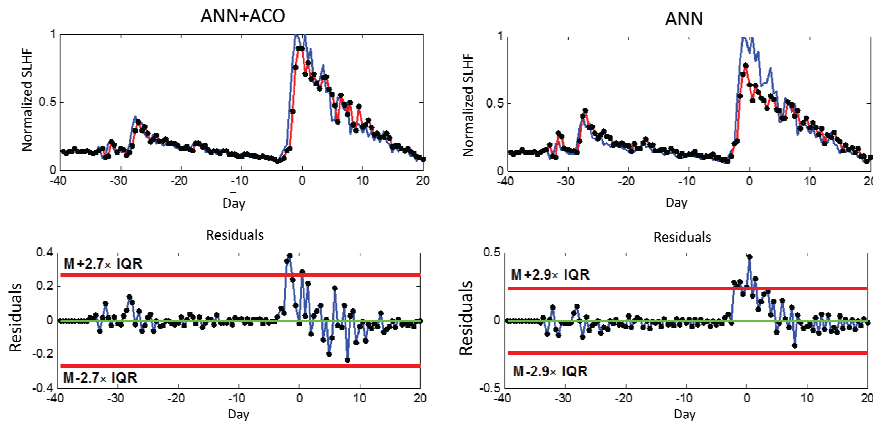 ANN+ACO
Normalized SLHF
1
0.5
0
-40
-30
-20
-10
0
10
20
Day
ANN
Normalized SLHF
1
0.5
0
-40
-30
-20
-10
0
10
20
Day
Residuals
Residuals
0.4
0.2
0
-0.2
-0.4
M+2.7× IQR
M-2.7× IQR
-40
-30
-20
-10
0
10
20
Day
Residuals
Residuals
0.5
0
-0.5
M+2.9× IQR
M-2.9× IQR
-40
-30
-20
-10
0
10
20
Day